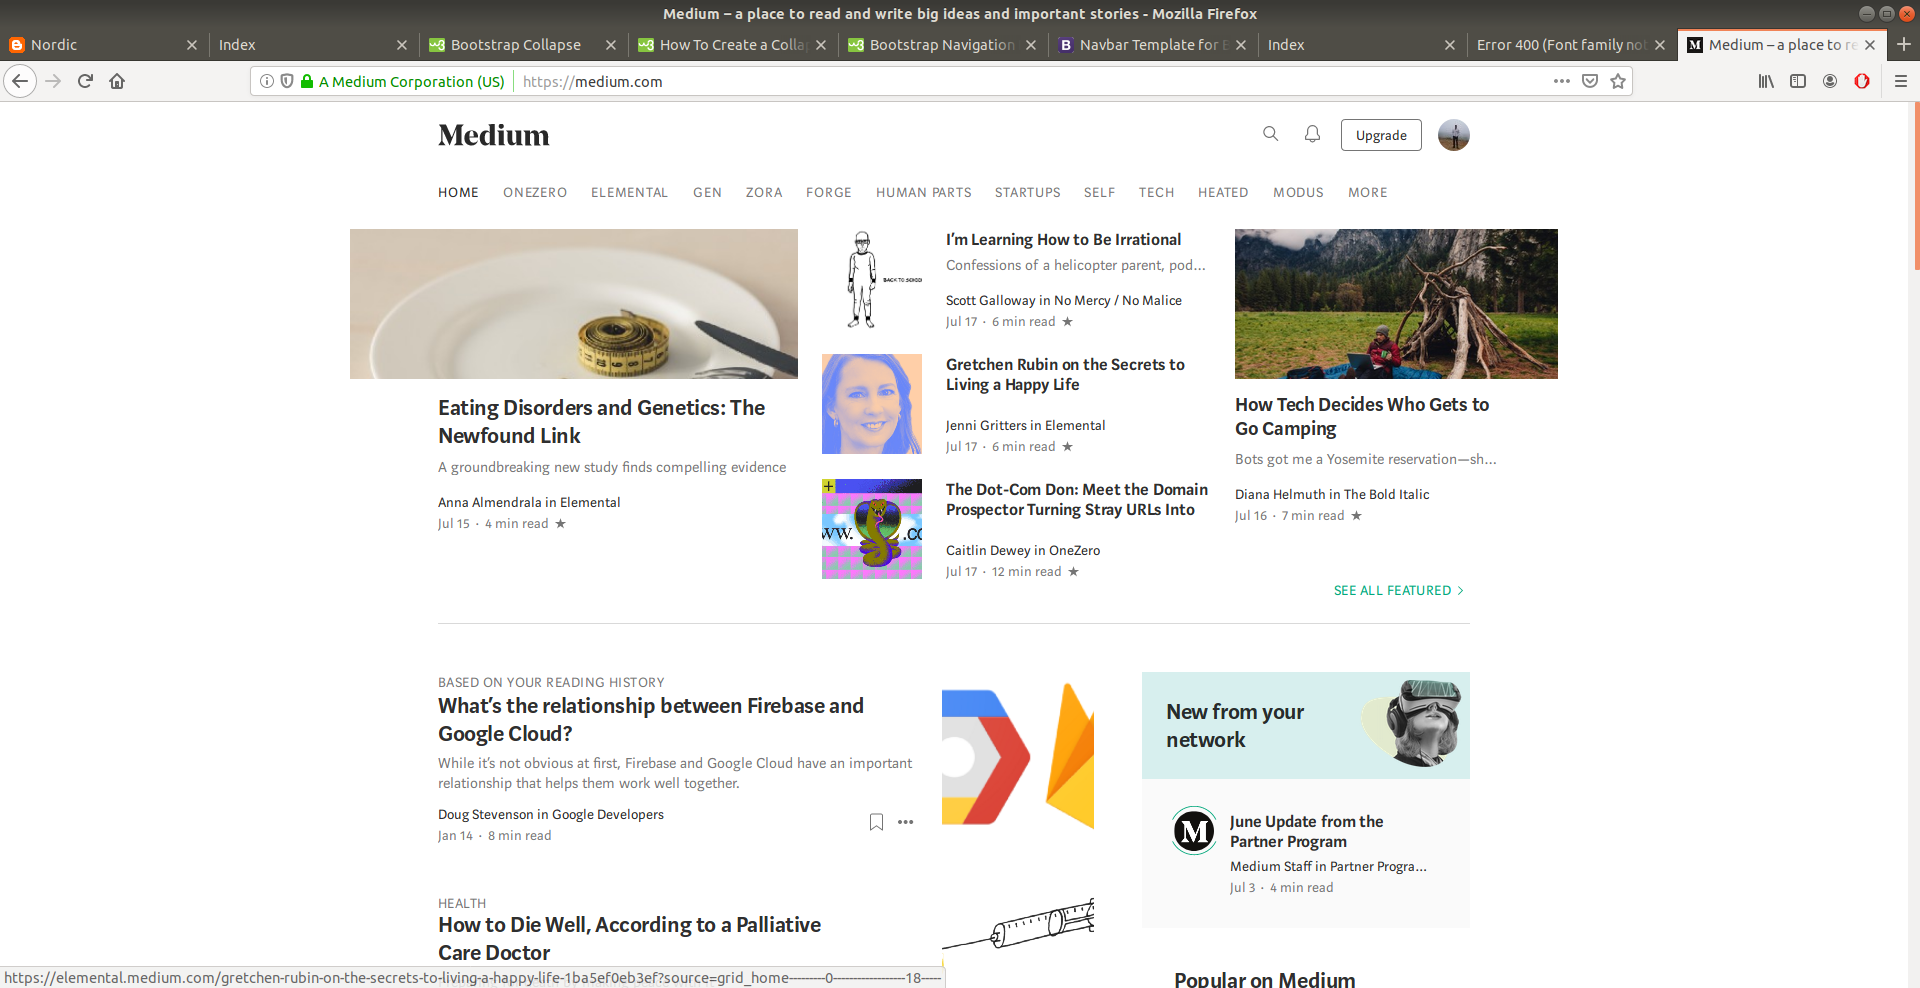 Medium – a place to read and write big ideas and important stories - Mozilla Firefox
Nordic
Index
Bootstrap Collapse
How To Create a Colla
Bootstrap Navigation
Navbar Template for B
Index
Error 400 (Font family not
Medium – a place to re
A Medium Corporation (US)
https://medium.com
Medium
Upgrade
HOME ONEZERO ELEMENTAL GEN ZORA FORGE HUMAN PARTS STARTUPS SELF TECH HEATED MODUS MORE
Eating Disorders and Genetics: The
Newfound Link
A groundbreaking new study finds compelling evidence
Anna Almendrala in Elemental
Jul 15 · 4 min read ★
BACK TO SCHOOL
I'm Learning How to Be Irrational
Confessions of a helicopter parent, pod...
Scott Galloway in No Mercy / No Malice
Jul 17 · 6 min read ★
Gretchen Rubin on the Secrets to
Living a Happy Life
Jenni Gritters in Elemental
Jul 17 · 6 min read ★
WW. .CO
The Dot-Com Don: Meet the Domain
Prospector Turning Stray URLs Into
Caitlin Dewey in OneZero
Jul 17 · 12 min read ★
How Tech Decides Who Gets to
Go Camping
Bots got me a Yosemite reservation—sh...
Diana Helmuth in The Bold Italic
Jul 16 · 7 min read ★
SEE ALL FEATURED
BASED ON YOUR READING HISTORY
What's the relationship between Firebase and
Google Cloud?
While it's not obvious at first, Firebase and Google Cloud have an important
relationship that helps them work well together.
Doug Stevenson in Google Developers
Jan 14 · 8 min read
HEALTH
How to Die Well, According to a Palliative
Care Doctor
New from your
network
M
June Update from the
Partner Program
Medium Staff in Partner Progra...
Jul 3 · 4 min read
Popular on Medium
https://elemental.medium.com/gretchen-rubin-on-the-secrets-to-living-a-happy-life-1ba5ef0eb3ef?source=grid_home---------0------------------18-----